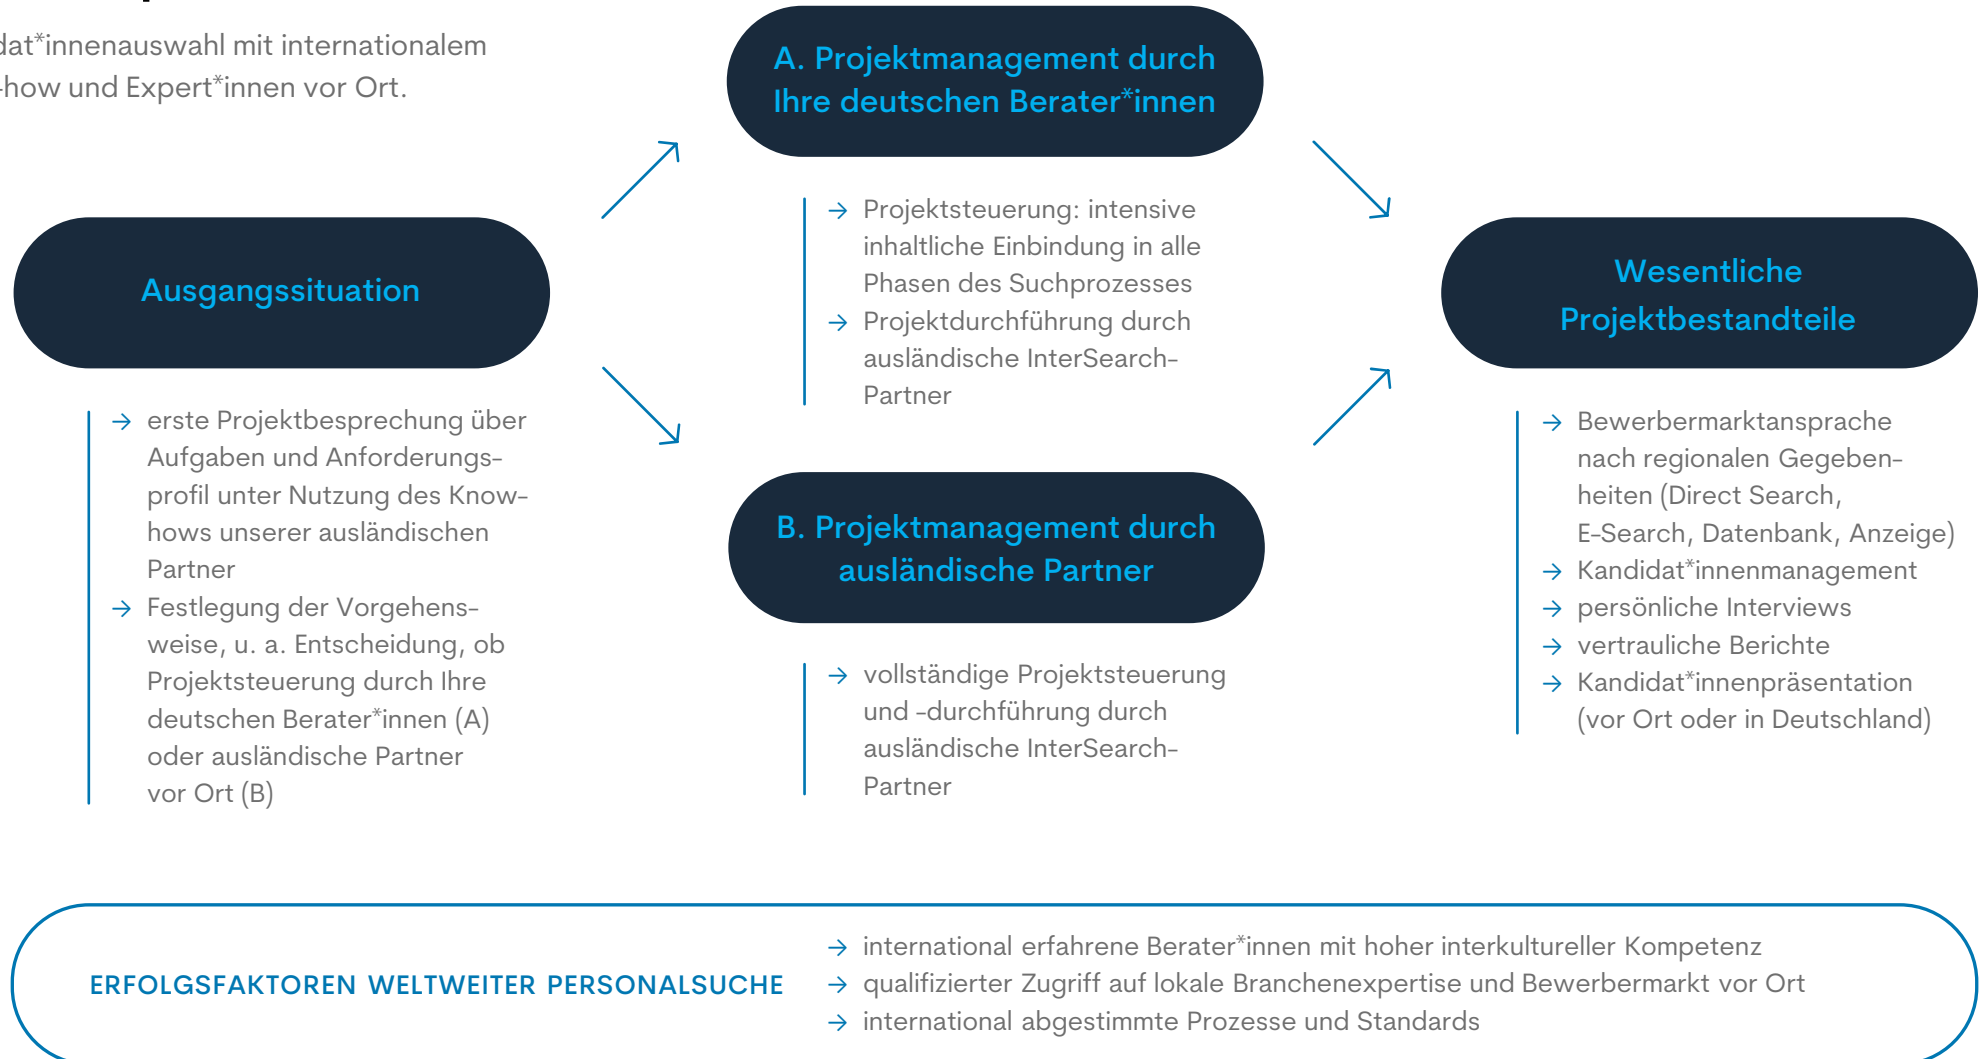 dat*innenauswahl mit internationalem
-how und Expert*innen vor Ort.
A. Projektmanagement durch
Ihre deutschen Berater*innen
→ Projektsteuerung: intensive
inhaltliche Einbindung in alle
Phasen des Suchprozesses
→ Projektdurchführung durch
ausländische InterSearch-
Partner
Ausgangssituation
→ erste Projektbesprechung über
Aufgaben und Anforderungs-
profil unter Nutzung des Know-
hows unserer ausländischen
Partner
→ Festlegung der Vorgehens-
weise, u. a. Entscheidung, ob
Projektsteuerung durch Ihre
deutschen Berater*innen (A)
oder ausländische Partner
vor Ort (B)
B. Projektmanagement durch
ausländische Partner
→ vollständige Projektsteuerung
und -durchführung durch
ausländische InterSearch-
Partner
Wesentliche
Projektbestandteile
→ Bewerbermarktansprache
nach regionalen Gegeben-
heiten (Direct Search,
E-Search, Datenbank, Anzeige)
→ Kandidat*innenmanagement
→ persönliche Interviews
→ vertrauliche Berichte
→ Kandidat*innenpräsentation
(vor Ort oder in Deutschland)
ERFOLGSFAKTOREN WELTWEITER PERSONALSUCHE
→ international erfahrene Berater*innen mit hoher interkultureller Kompetenz
→ qualifizierter Zugriff auf lokale Branchenexpertise und Bewerbermarkt vor Ort
→ international abgestimmte Prozesse und Standards